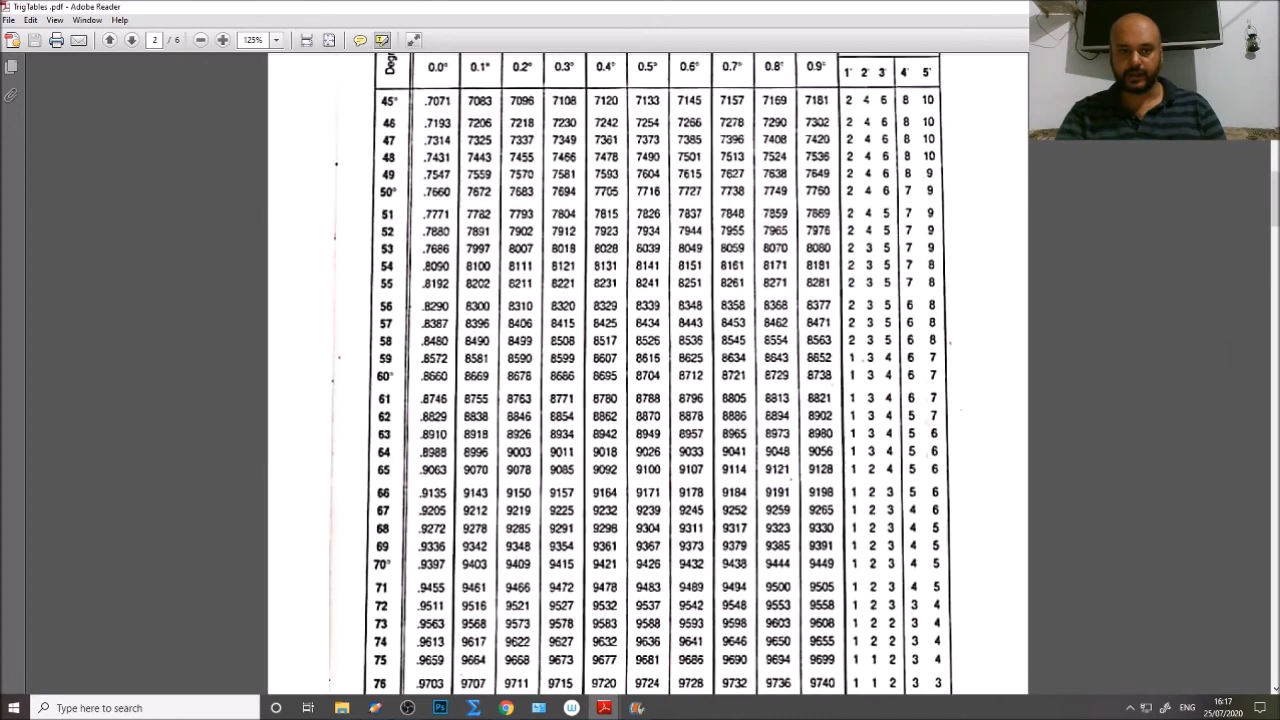 TrigTables .pdf - Adobe Reader
File Edit View Window Help
2 / 6 125%
Deg 0.0° 0.1° 0.2° 0.3° 0.4° 0.5° 0.6° 0.7° 0.8° 0.9° 1' 2' 3' 4' 5'
45° .7071 7083 7096 7108 7120 7133 7145 7157 7169 7181 2 4 6 8 10
46 .7193 7206 7218 7230 7242 7254 7266 7278 7290 7302 2 4 6 8 10
47 .7314 7325 7337 7349 7361 7373 7385 7396 7408 7420 2 4 6 8 10
48 .7431 7443 7455 7466 7478 7490 7501 7513 7524 7536 2 4 6 8 10
49 .7547 7559 7570 7581 7593 7604 7615 7627 7638 7649 2 4 6 8 9
50° .7660 7672 7683 7694 7705 7716 7727 7738 7749 7760 2 4 6 7 9
51 .7771 7782 7793 7804 7815 7826 7837 7848 7859 7869 2 4 5 7 9
52 .7880 7891 7902 7912 7923 7934 7944 7955 7965 7976 2 4 5 7 9
53 .7686 7997 8007 8018 8028 8039 8049 8059 8070 8080 2 3 5 7 9
54 .8090 8100 8111 8121 8131 8141 8151 8161 8171 8181 2 3 5 7 8
55 .8192 8202 8211 8221 8231 8241 8251 8261 8271 8281 2 3 5 7 8
56 .8290 8300 8310 8320 8329 8339 8348 8358 8368 8377 2 3 5 6 8
57 .8387 8396 8406 8415 8425 8434 8443 8453 8462 8471 2 3 5 6 8
58 .8480 8490 8499 8508 8517 8526 8536 8545 8554 8563 2 3 5 6 8
59 .8572 8581 8590 8599 8607 8616 8625 8634 8643 8652 1 3 4 6 7
60° .8660 8669 8678 8686 8695 8704 8712 8721 8729 8738 1 3 4 6 7
61 .8746 8755 8763 8771 8780 8788 8796 8805 8813 8821 1 3 4 6 7
62 .8829 8838 8846 8854 8862 8870 8878 8886 8894 8902 1 3 4 5 7
63 .8910 8918 8926 8934 8942 8949 8957 8965 8973 8980 1 3 4 5 6
64 .8988 8996 9003 9011 9018 9026 9033 9041 9048 9056 1 3 4 5 6
65 .9063 9070 9078 9085 9092 9100 9107 9114 9121 9128 1 2 4 5 6
66 .9135 9143 9150 9157 9164 9171 9178 9184 9191 9198 1 2 3 5 6
67 .9205 9212 9219 9225 9232 9239 9245 9252 9259 9265 1 2 3 4 6
68 .9272 9278 9285 9291 9298 9304 9311 9317 9323 9330 1 2 3 4 5
69 .9336 9342 9348 9354 9361 9367 9373 9379 9385 9391 1 2 3 4 5
70° .9397 9403 9409 9415 9421 9426 9432 9438 9444 9449 1 2 3 4 5
71 .9455 9461 9466 9472 9478 9483 9489 9494 9500 9505 1 2 3 4 5
72 .9511 9516 9521 9527 9532 9537 9542 9548 9553 9558 1 2 3 3 4
73 .9563 9568 9573 9578 9583 9588 9593 9598 9603 9608 1 2 2 3 4
74 .9613 9617 9622 9627 9632 9636 9641 9646 9650 9655 1 2 2 3 4
75 .9659 9664 9668 9673 9677 9681 9686 9690 9694 9699 1 1 2 3 4
76 .9703 9707 9711 9715 9720 9724 9728 9732 9736 9740 1 1 2 3 3
Type here to search
ENG
16:17
25/07/2020